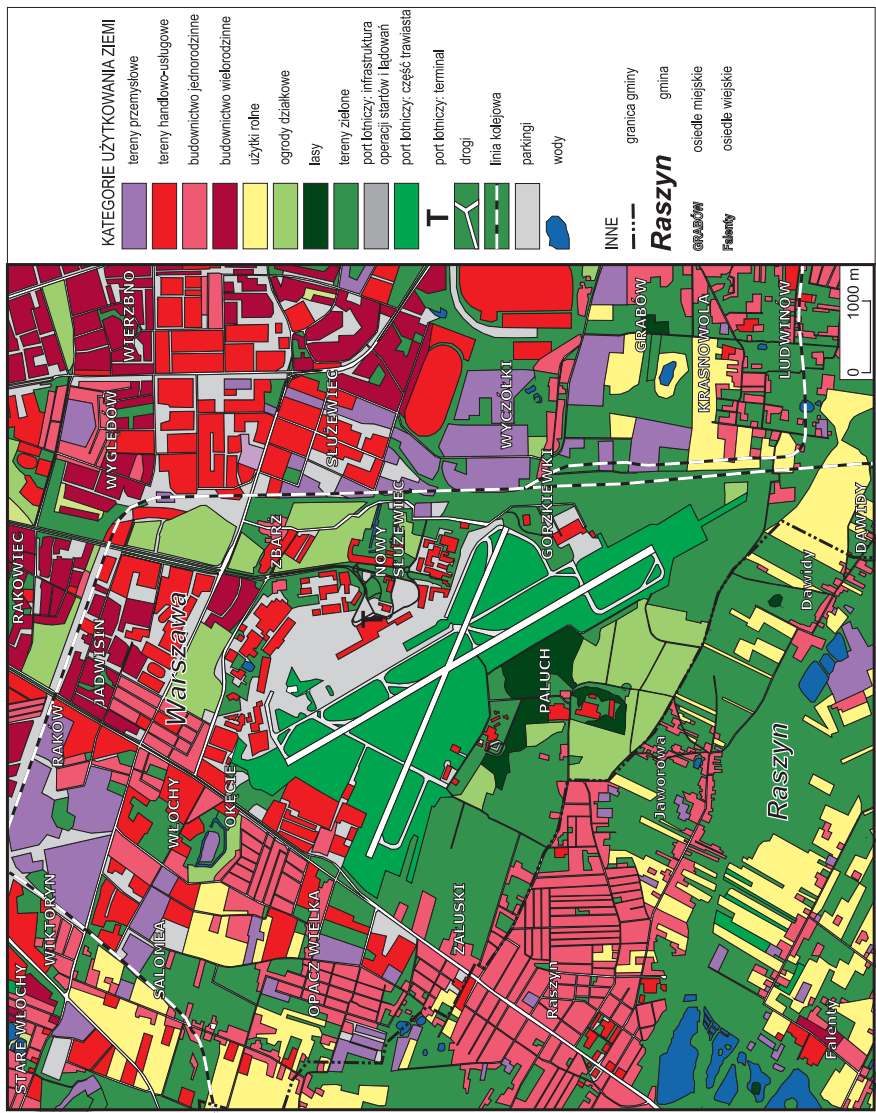 KATEGORIE UŻYTKOWANIA ZIEMI
tereny przemysłowe
tereny handlowo-usługowe
budownictwo jednorodzinne
budownictwo wielorodzinne
użytki rolne
ogrody działkowe
lasy
tereny zielone
port lotniczy: infrastruktura
operacji startów i lądowań
port lotniczy: część trawiasta
T
port lotniczy: terminal
drogi
linia kolejowa
parkingi
wody
INNE
granica gminy
Raszyn
gmina
GRABÓW
osiedle miejskie
Falenty
osiedle wiejskie
STARE WŁOCHY
WIKTORYN
RAKÓW
JADWISIN
RAKOWIEC
WYGLĘDÓW
WIERZBNO
SALOMEA
WŁOCHY
Warszawa
OKĘCIE
ZBARŻ
SŁUŻEWIEC
OPACZ WIELKA
NOWY
SŁUŻEWIEC
ZAŁUSKI
WYCZÓŁKI
GORZKIEWKI
PALUCH
Raszyn
GRABÓW
Jaworowa
KRASNOWOLA
Raszyn
Dawidy
LUDWINÓW
Falenty
DAWIDY
0
1000 m